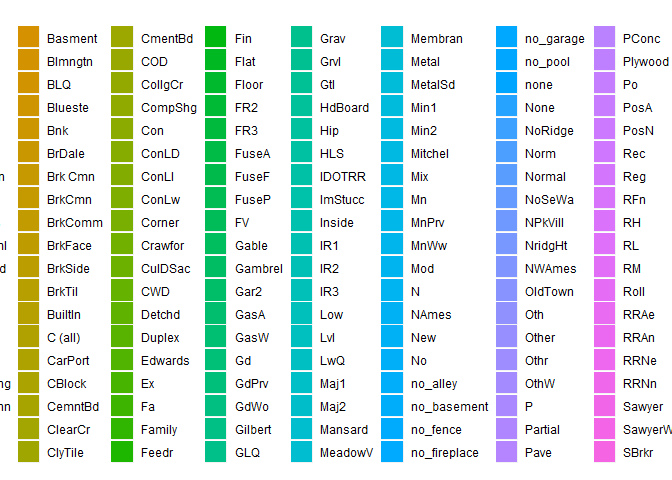 Basment
Blmngtn
BLQ
Blueste
Bnk
BrDale
Brk Cmn
BrkCmn
BrkComm
BrkFace
BrkSide
BrkTil
BuiltIn
C (all)
CarPort
CBlock
CemntBd
ClearCr
ClyTile
CmentBd
COD
CollgCr
CompShg
Con
ConLD
ConLI
ConLw
Corner
Crawfor
CulDSac
CWD
Detchd
Duplex
Edwards
Ex
Fa
Family
Feedr
Fin
Flat
Floor
FR2
FR3
FuseA
FuseF
FuseP
FV
Gable
Gambrel
Gar2
GasA
GasW
Gd
GdPrv
GdWo
Gilbert
GLQ
Grav
Grvl
Gtl
HdBoard
Hip
HLS
IDOTRR
ImStucc
Inside
IR1
IR2
IR3
Low
Lvl
LwQ
Maj1
Maj2
Mansard
MeadowV
Membran
Metal
MetalSd
Min1
Min2
Mitchel
Mix
Mn
MnPrv
MnWw
Mod
N
NAmes
New
No
no_alley
no_basement
no_fence
no_fireplace
no_garage
no_pool
none
None
NoRidge
Norm
Normal
NoSeWa
NPkVill
NridgHt
NWAmes
OldTown
Oth
Other
Othr
OthW
P
Partial
Pave
PConc
Plywood
Po
PosA
PosN
Rec
Reg
RFn
RH
RL
RM
Roll
RRAe
RRAn
RRNe
RRNn
Sawyer
SawyerW
SBrkr